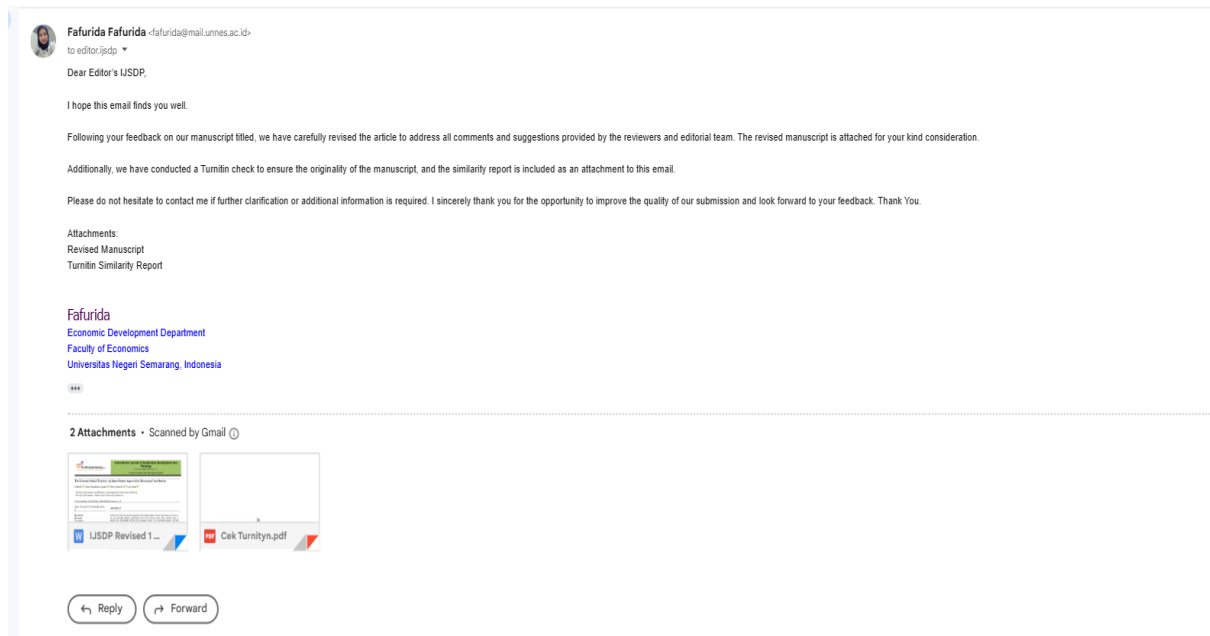 Fafurida Fafurida <fafurida@mail.unnes.ac.id>
to editor.ijsdp
Dear Editor's IJSDP,
I hope this email finds you well.
Following your feedback on our manuscript titled, we have carefully revised the article to address all comments and suggestions provided by the reviewers and editorial team. The revised manuscript is attached for your kind consideration.
Additionally, we have conducted a Turnitin check to ensure the originality of the manuscript, and the similarity report is included as an attachment to this email.
Please do not hesitate to contact me if further clarification or additional information is required. I sincerely thank you for the opportunity to improve the quality of our submission and look forward to your feedback. Thank You.
Attachments:
Revised Manuscript
Turnitin Similarity Report
Fafurida
Economic Development Department
Faculty of Economics
Universitas Negeri Semarang, Indonesia
2 Attachments • Scanned by Gmail
W IJSDP Revised 1 ...
PDF Cek Turnityn.pdf
Reply Forward